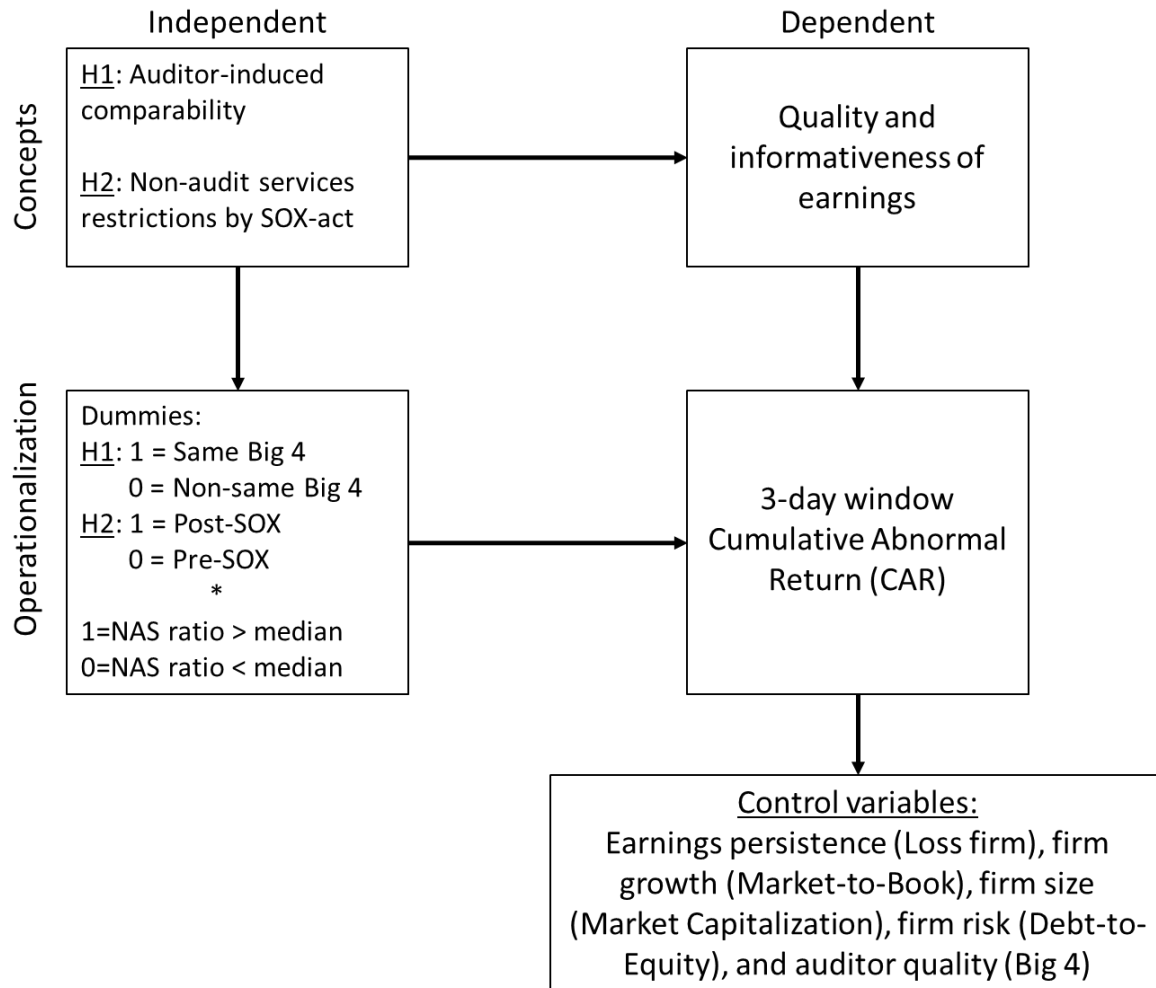 Independent
Dependent
Concepts
H1: Auditor-induced
comparability
H2: Non-audit services
restrictions by SOX-act
Quality and
informativeness of
earnings
Operationalization
Dummies:
H1: 1 = Same Big 4
0 = Non-same Big 4
H2: 1 = Post-SOX
0 = Pre-SOX
*
1=NAS ratio > median
0=NAS ratio < median
3-day window
Cumulative Abnormal
Return (CAR)
Control variables:
Earnings persistence (Loss firm), firm
growth (Market-to-Book), firm size
(Market Capitalization), firm risk (Debt-to-
Equity), and auditor quality (Big 4)